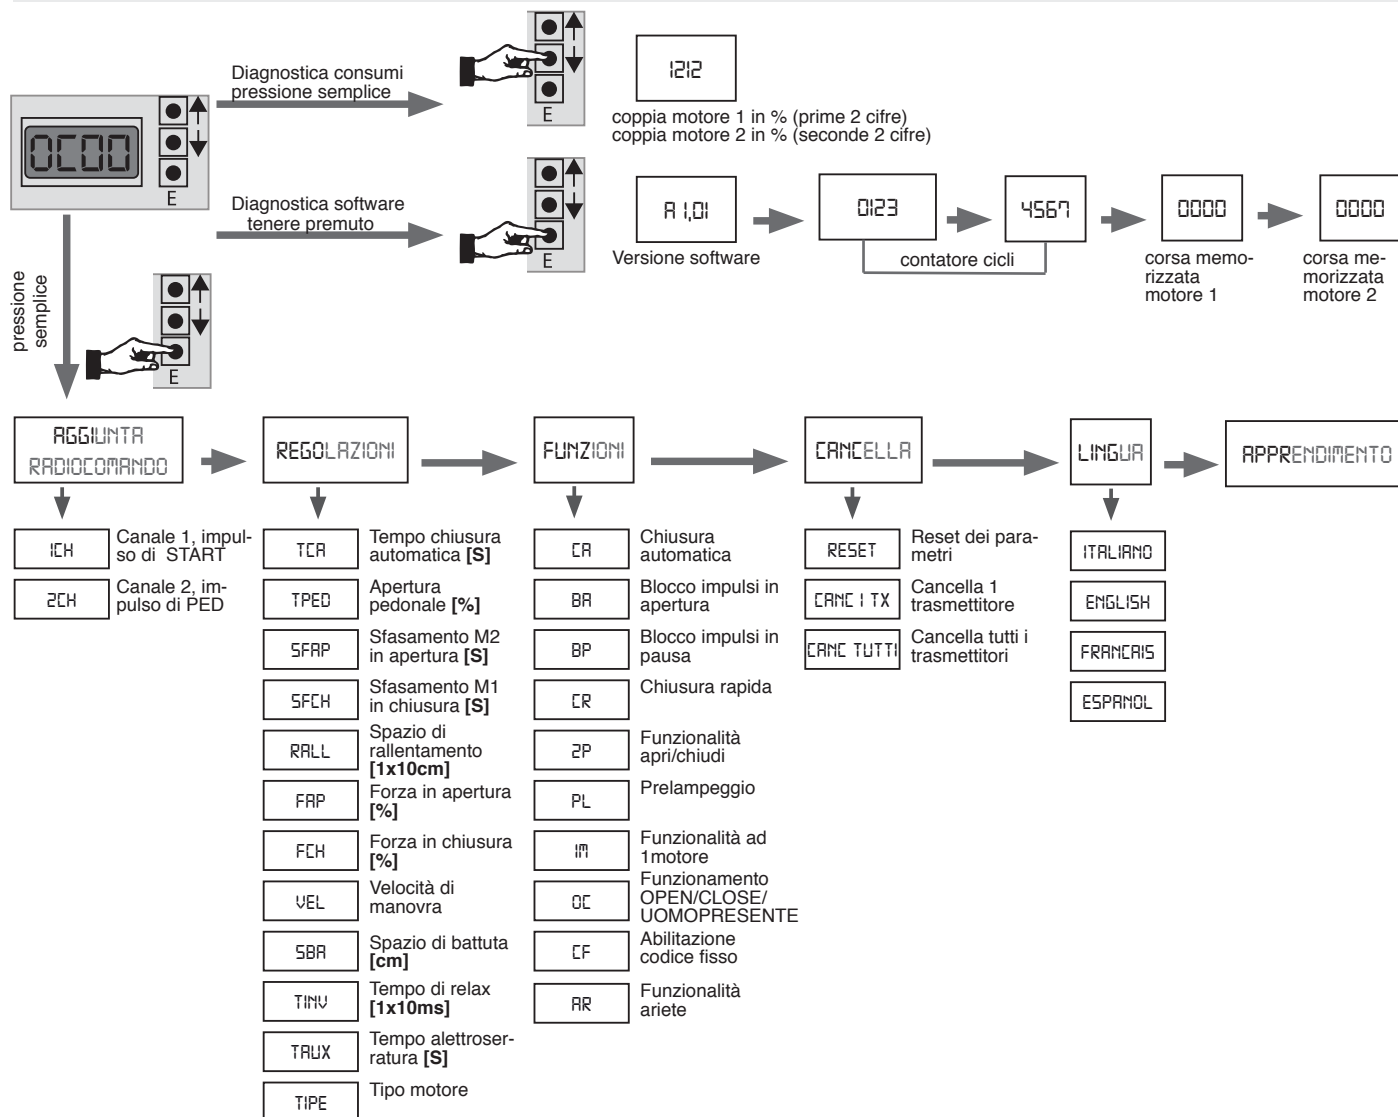 Diagnostica consumi
pressione semplice
E
1212
coppia motore 1 in % (prime 2 cifre)
coppia motore 2 in % (seconde 2 cifre)
OC00
E
Diagnostica software
tenere premuto
E
A 1,01
Versione software
0123
4567
contatore cicli
0000
corsa memo-
rizzata
motore 1
0000
corsa me-
morizzata
motore 2
pressione
semplice
E
AGGIUNTA
RADIOCOMANDO
1CH
Canale 1, impul-
so di START
2CH
Canale 2, im-
pulso di PED
REGOLAZIONI
TCA
Tempo chiusura
automatica [S]
TPED
Apertura
pedonale [%]
SFAP
Sfasamento M2
in apertura [S]
SFCH
Sfasamento M1
in chiusura [S]
RALL
Spazio di
rallentamento
[1x10cm]
FAP
Forza in apertura
[%]
FCH
Forza in chiusura
[%]
VEL
Velocità di
manovra
SBA
Spazio di battuta
[cm]
TINV
Tempo di relax
[1x10ms]
TAUX
Tempo alettroser-
ratura [S]
TIPE
Tipo motore
FUNZIONI
CA
Chiusura
automatica
BA
Blocco impulsi in
apertura
BP
Blocco impulsi in
pausa
CR
Chiusura rapida
2P
Funzionalità
apri/chiudi
PL
Prelampeggio
1M
Funzionalità ad
1motore
OC
Funzionamento
OPEN/CLOSE/
UOMOPRESENTE
CF
Abilitazione
codice fisso
AR
Funzionalità
ariete
CANCELLA
RESET
Reset dei para-
metri
CANC 1 TX
Cancella 1
trasmettitore
CANC TUTTI
Cancella tutti i
trasmettitori
LINGUA
ITALIANO
ENGLISH
FRANCAIS
ESPANOL
APPRENDIMENTO